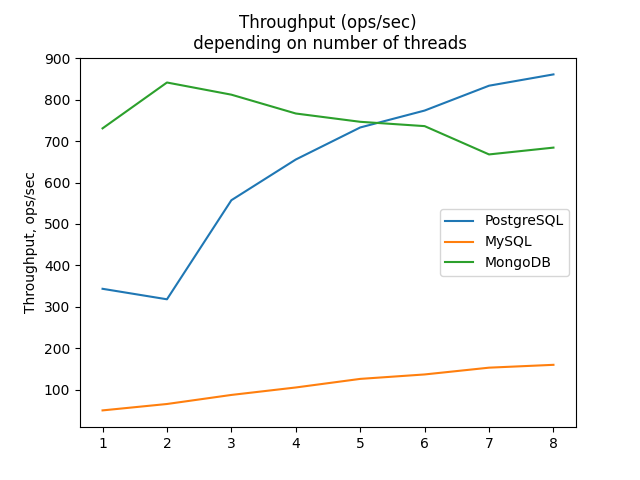 Throughput (ops/sec)
depending on number of threads
900
800
700
600
500
400
300
200
100
Throughput, ops/sec
PostgreSQL
MySQL
MongoDB
1 2 3 4 5 6 7 8